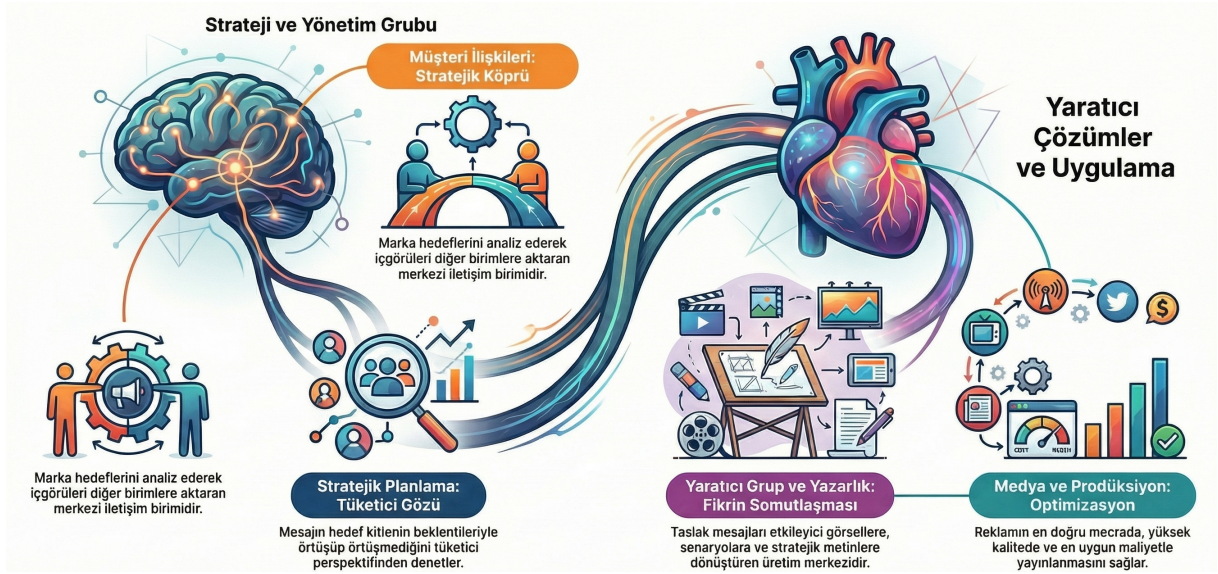 Strateji ve Yönetim Grubu
Müşteri İlişkileri:
Stratejik Köprü
Marka hedeflerini analiz ederek
içgörüleri diğer birimlere aktaran
merkezi iletişim birimidir.
Marka hedeflerini analiz ederek
içgörüleri diğer birimlere aktaran
merkezi iletişim birimidir.
Stratejik Planlama:
Tüketici Gözü
Mesajın hedef kitlenin beklentileriyle
örtüşüp örtüşmediğini tüketici
perspektifinden denetler.
Yaratıcı
Çözümler
ve Uygulama
Yaratıcı Grup ve Yazarlık:
Fikrin Somutlaşması
Taslak mesajları etkileyici görsellere,
senaryolara ve stratejik metinlere
dönüştüren üretim merkezidir.
$
Medya ve Prodüksiyon:
Optimizasyon
Reklamın en doğru mecrada, yüksek
kalitede ve en uygun maliyetle
yayınlanmasını sağlar.